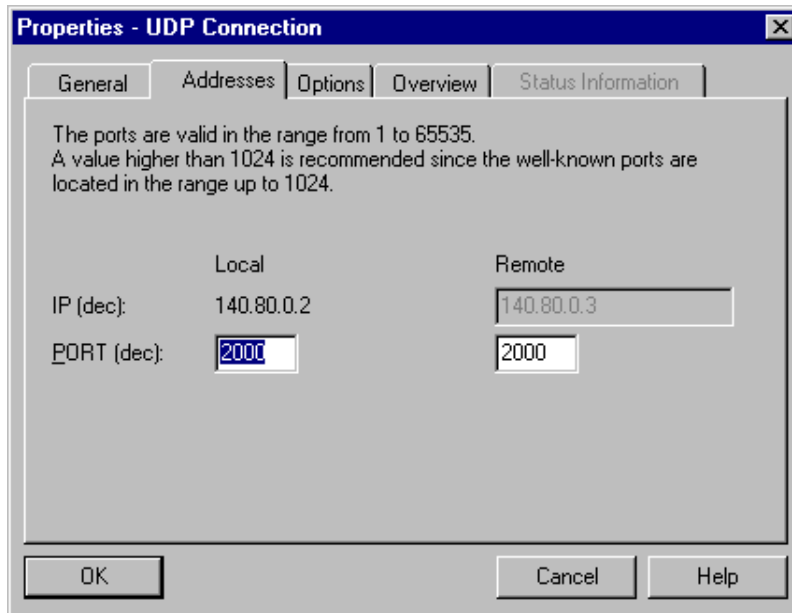 Properties - UDP Connection
General Addresses Options Overview Status Information
The ports are valid in the range from 1 to 65535.
A value higher than 1024 is recommended since the well-known ports are
located in the range up to 1024.
Local Remote
IP (dec): 140.80.0.2 140.80.0.3
PORT (dec): 2000 2000
OK Cancel Help